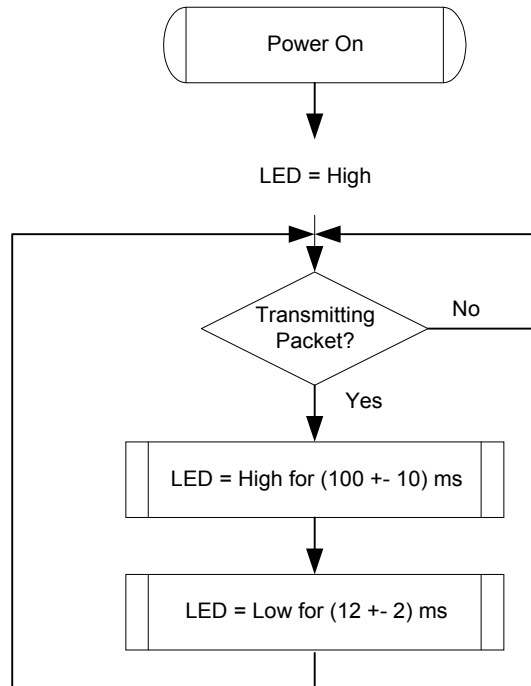 Power On
LED = High
Transmitting
Packet?
No
Yes
LED = High for (100 +- 10) ms
LED = Low for (12 +- 2) ms